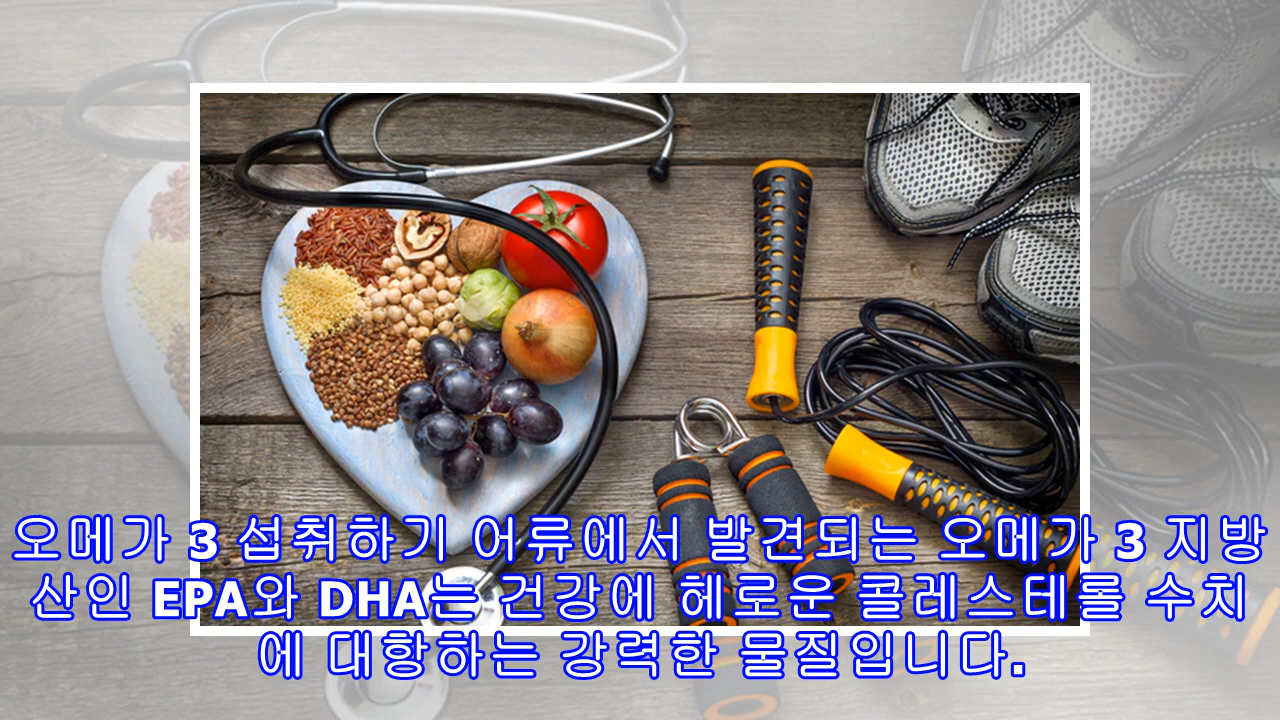 오메가 3 섭취하기 어류에서 발견되는 오메가 3 지방
산인 EPA와 DHA는 건강에 헤로운 콜레스테롤 수치
에 대항하는 강력한 물질입니다.